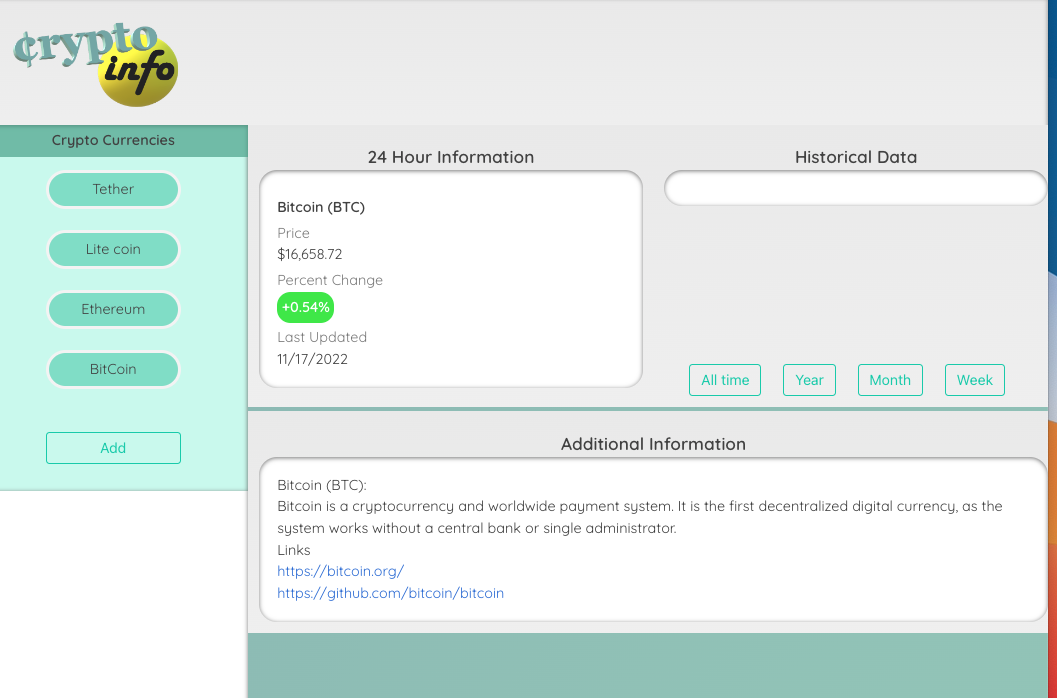 ¢rypto
info
Crypto Currencies
Tether
Lite coin
Ethereum
BitCoin
Add
24 Hour Information
Bitcoin (BTC)
Price
$16,658.72
Percent Change
+0.54%
Last Updated
11/17/2022
Historical Data
All time
Year
Month
Week
Additional Information
Bitcoin (BTC):
Bitcoin is a cryptocurrency and worldwide payment system. It is the first decentralized digital currency, as the
system works without a central bank or single administrator.
Links
https://bitcoin.org/
https://github.com/bitcoin/bitcoin